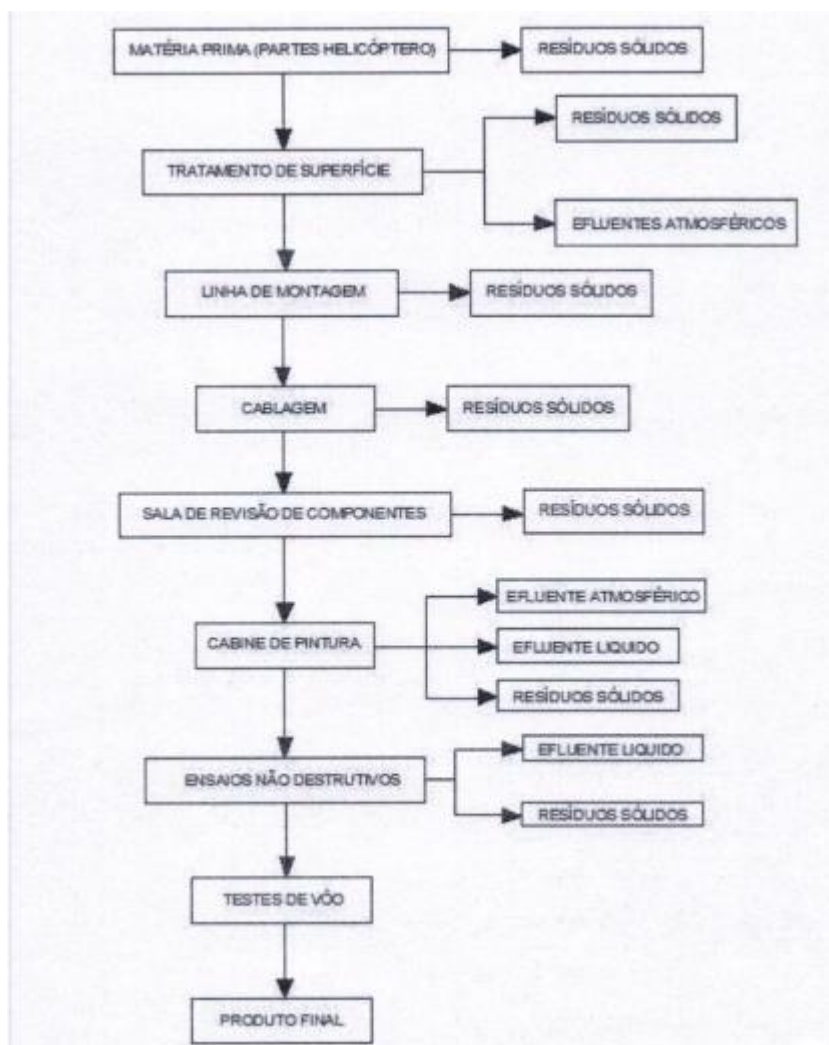 MATÉRIA PRIMA (PARTES HELICÓPTERO)
RESÍDUOS SÓLIDOS
RESÍDUOS SÓLIDOS
TRATAMENTO DE SUPERFÍCIE
EFLUENTES ATMOSFÉRICOS
LINHA DE MONTAGEM
RESÍDUOS SÓLIDOS
CABLAGEM
RESÍDUOS SÓLIDOS
SALA DE REVISÃO DE COMPONENTES
RESÍDUOS SÓLIDOS
EFLUENTE ATMOSFÉRICO
CABINE DE PINTURA
EFLUENTE LIQUIDO
RESÍDUOS SÓLIDOS
EFLUENTE LIQUIDO
ENSAIOS NÃO DESTRUTIVOS
RESÍDUOS SÓLIDOS
TESTES DE VÔO
PRODUTO FINAL